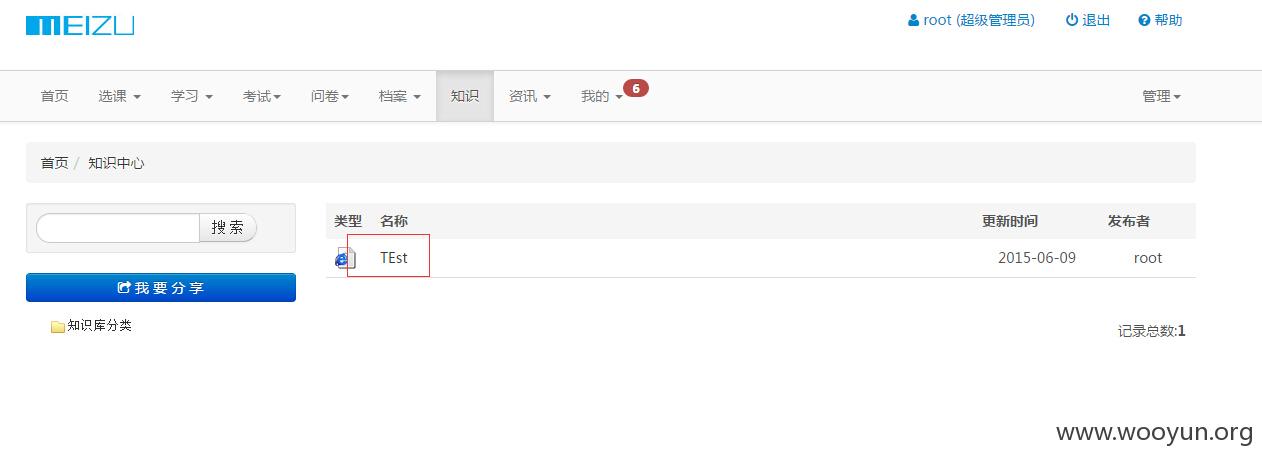 MEIZU
root (超级管理员) 退出 帮助
首页 选课 学习 考试 问卷 档案 知识 资讯 我的 6 管理
首页 / 知识中心
搜 索
类型 名称 更新时间 发布者
TEst 2015-06-09 root
我 要 分 享
知识库分类
记录总数:1
www.wooyun.org